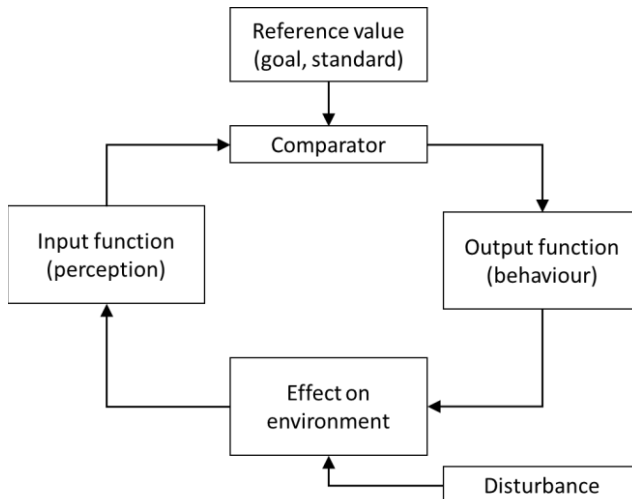 Reference value
(goal, standard)
Comparator
Input function
(perception)
Output function
(behaviour)
Effect on
environment
Disturbance